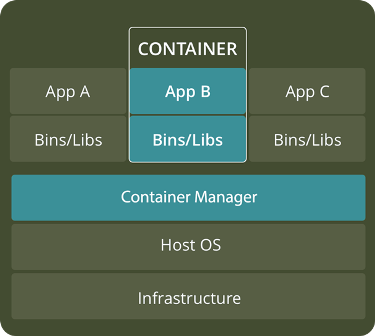 CONTAINER
App A App B App C
Bins/Libs Bins/Libs Bins/Libs
Container Manager
Host OS
Infrastructure